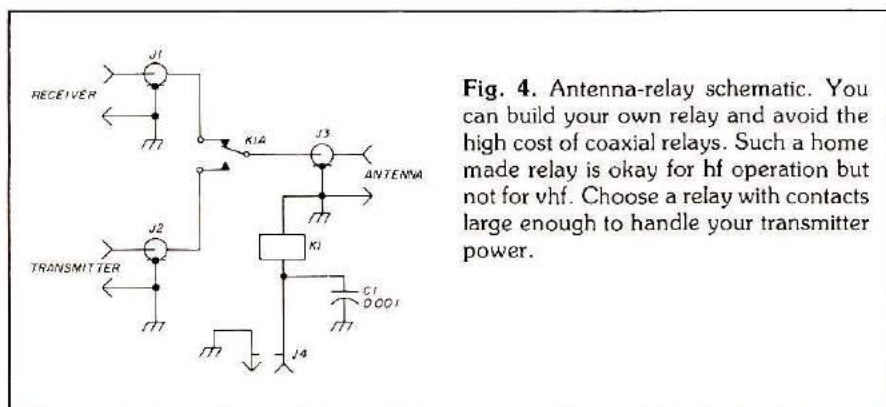 J1
RECEIVER
K1A
J3
ANTENNA
J2
TRANSMITTER
K1
C1
0.001
J4
Fig. 4. Antenna-relay schematic. You
can build your own relay and avoid the
high cost of coaxial relays. Such a home
made relay is okay for hf operation but
not for vhf. Choose a relay with contacts
large enough to handle your transmitter
power.